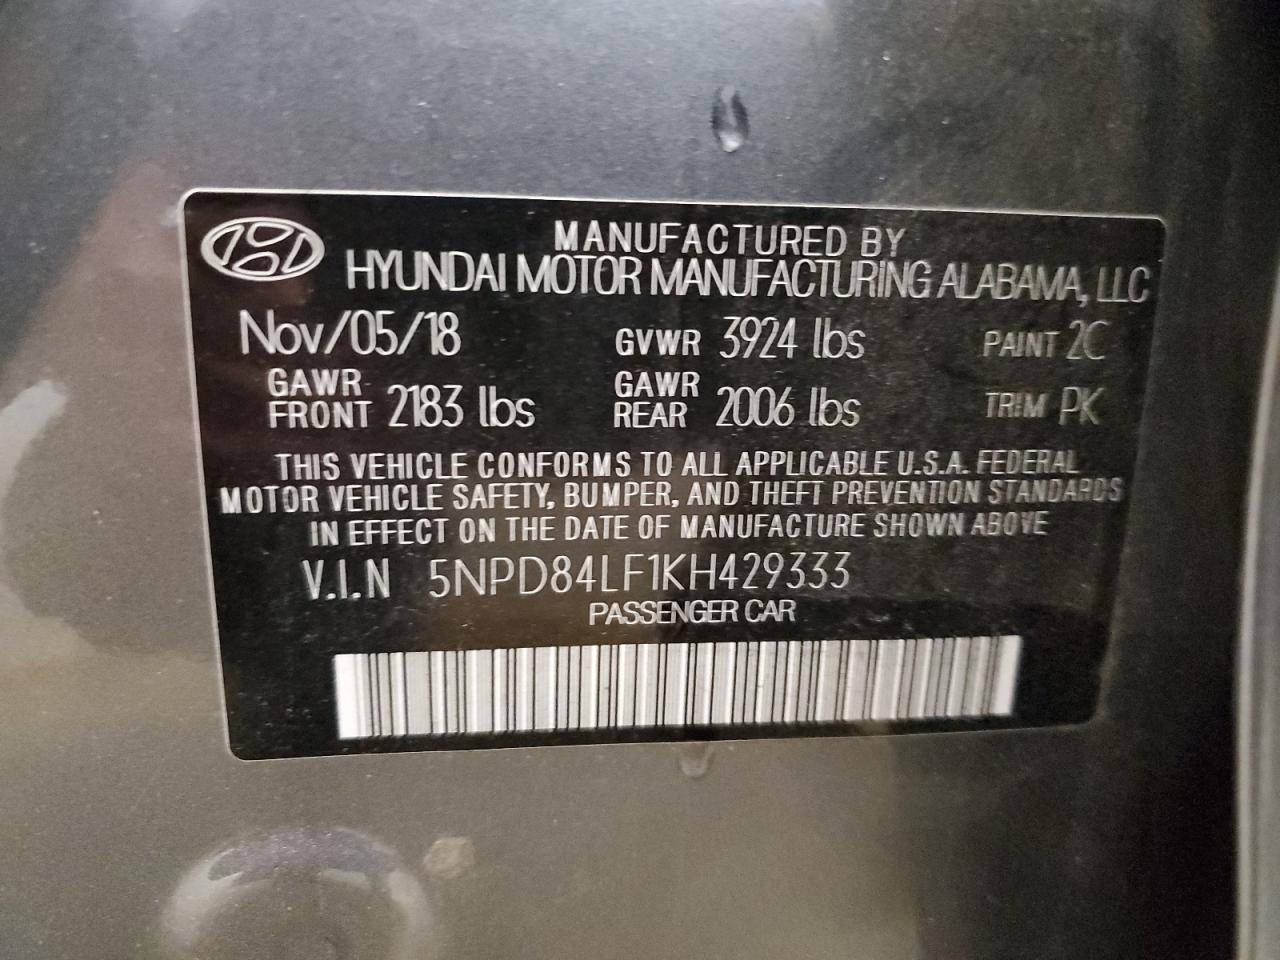 MANUFACTURED BY
HYUNDAI MOTOR MANUFACTURING ALABAMA, LLC
Nov/05/18 GVWR 3924 lbs PAINT 2C
GAWR FRONT 2183 lbs GAWR REAR 2006 lbs TRIM PK
THIS VEHICLE CONFORMS TO ALL APPLICABLE U.S.A. FEDERAL
MOTOR VEHICLE SAFETY, BUMPER, AND THEFT PREVENTION STANDARDS
IN EFFECT ON THE DATE OF MANUFACTURE SHOWN ABOVE
V.I.N 5NPD84LF1KH429333
PASSENGER CAR